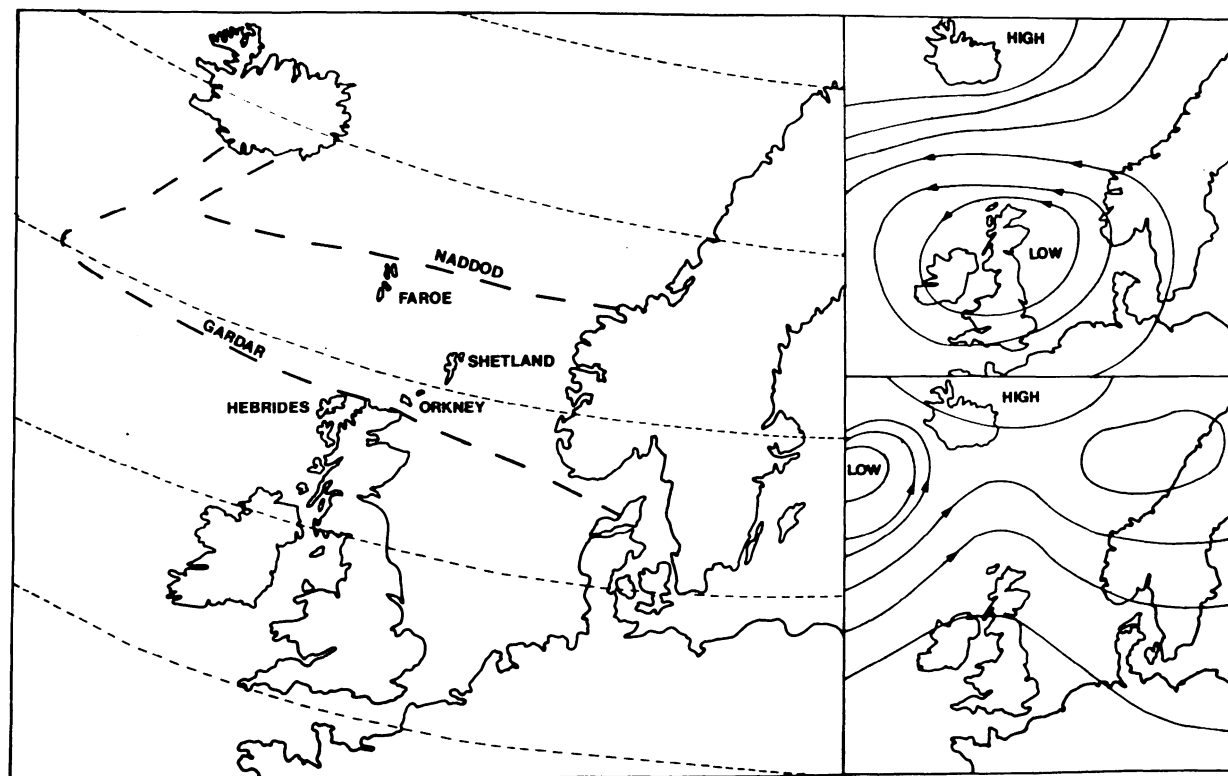 NADDOD
FAROE
GARDAR
SHETLAND
HEBRIDES
ORKNEY
HIGH
LOW
HIGH
LOW